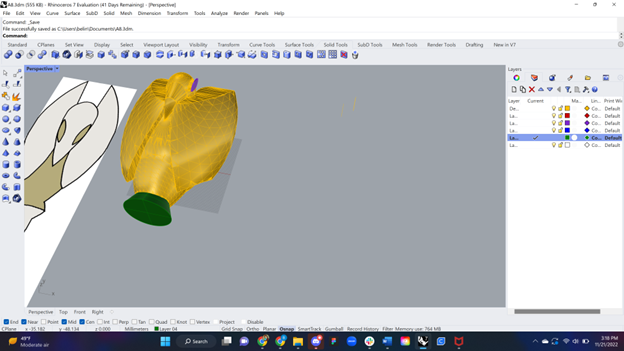 A8.3dm (555 KB) - Rhinoceros 7 Evaluation (41 Days Remaining) - [Perspective]
Command: _Save
File successfully saved as C:\Users\belin\Documents\A8.3dm.
Command:
File Edit View Curve Surface SubD Solid Mesh Dimension Transform Tools Analyze Render Panels Help
Standard CPlanes Set View Display Select Viewport Layout Visibility Transform Curve Tools Surface Tools Solid Tools SubD Tools Mesh Tools Render Tools Drafting New in V7
Perspective
Layers
Layer Current Ma... Lin... Print Wi
De... Co... Default
La... Co... Default
La... Co... Default
La... Co... Default
La... Co... Default
La... Co... Default
Perspective Top Front Right
End Near Point Mid Cen Int Perp Tan Quad Knot Vertex Project Disable
CPlane x -35.182 y -48.134 z 0.000 Millimeters Layer 04 Grid Snap Ortho Planar Osnap SmartTrack Gumball Record History Filter Memory use: 764 MB
49°F
Moderate air
Search
3:16 PM
11/21/2022